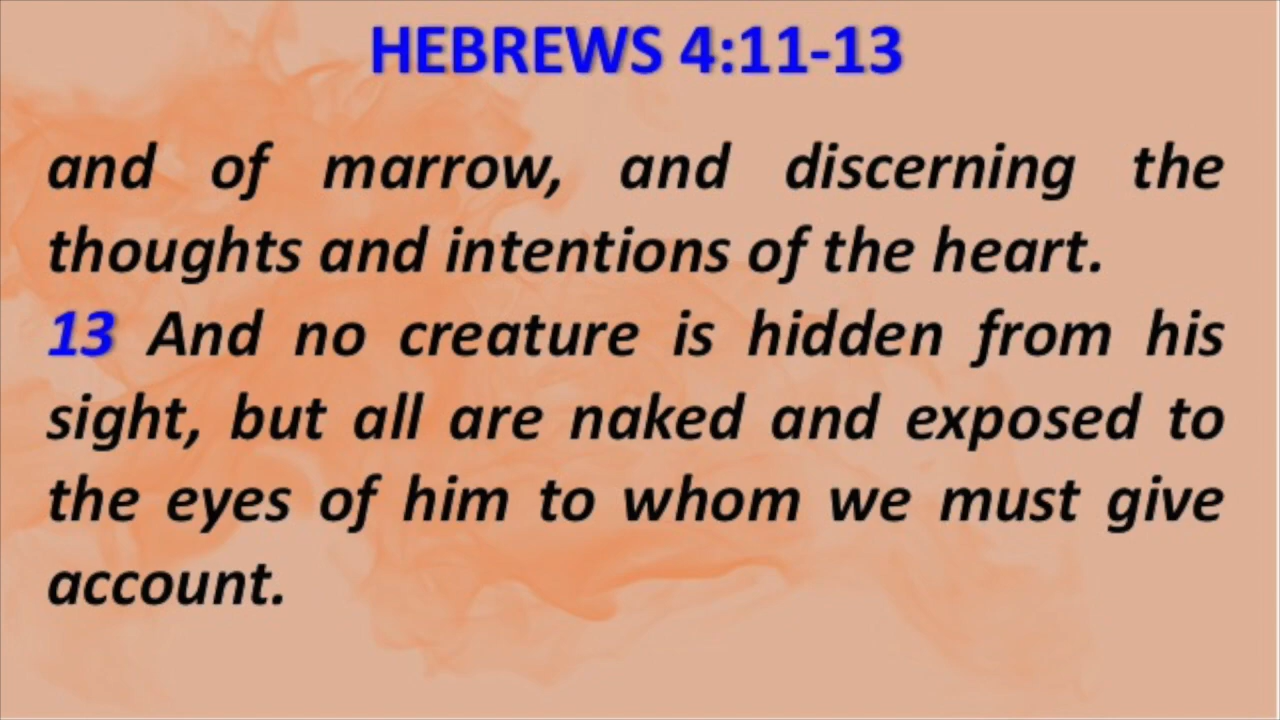 HEBREWS 4:11-13
and of marrow, and discerning the
thoughts and intentions of the heart.
13 And no creature is hidden from his
sight, but all are naked and exposed to
the eyes of him to whom we must give
account.